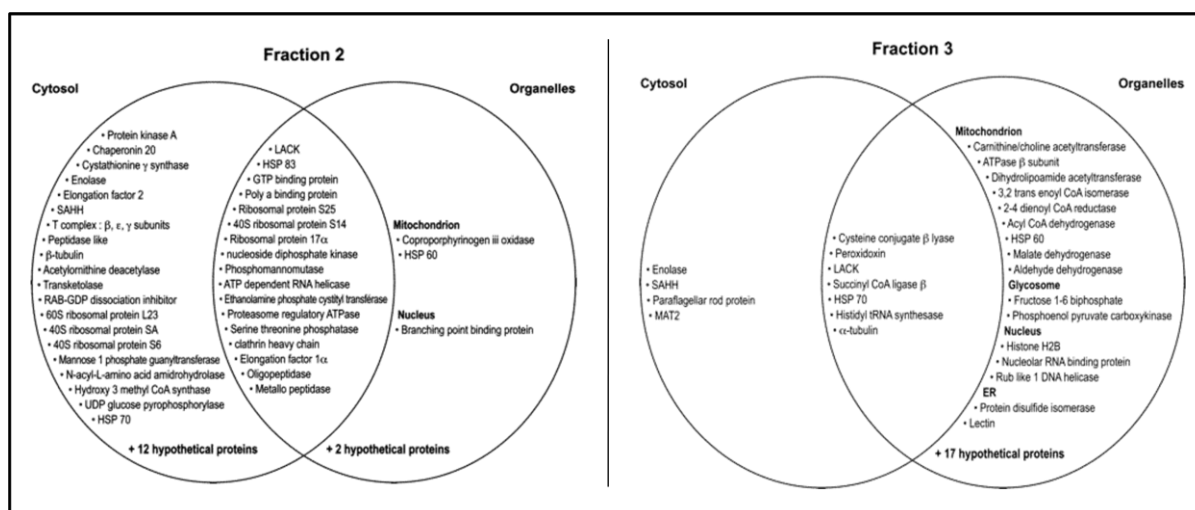 Fraction 2
Cytosol
Organelles
• Protein kinase A
• Chaperonin 20
• Cystathionine γ synthase
• Enolase
• Elongation factor 2
• SAHH
• T complex : β, ε, γ subunits
• Peptidase like
• β-tubulin
• Acetylornithine deacetylase
• Transketolase
• RAB-GDP dissociation inhibitor
• 60S ribosomal protein L23
• 40S ribosomal protein SA
• 40S ribosomal protein S6
• Mannose 1 phosphate guanyltransferase
• N-acyl-L-amino acid amidrohydrolase
• Hydroxy 3 methyl CoA synthase
• UDP glucose pyrophosphorylase
• HSP 70
+ 12 hypothetical proteins
• LACK
• HSP 83
• GTP binding protein
• Poly a binding protein
• Ribosomal protein S25
• 40S ribosomal protein S14
• Ribosomal protein 17α
• nucleoside diphosphate kinase
• Phosphomannomutase
• ATP dependent RNA helicase
• Ethanolamine phosphate cystityl transférase
• Proteasome regulatory ATPase
• Serine threonine phosphatase
• clathrin heavy chain
• Elongation factor 1α
• Oligopeptidase
• Metallo peptidase
+ 2 hypothetical proteins
Mitochondrion
• Coproporphyrinogen iii oxidase
• HSP 60
Nucleus
• Branching point binding protein
Fraction 3
Cytosol
Organelles
• Enolase
• SAHH
• Paraflagellar rod protein
• MAT2
• Cysteine conjugate β lyase
• Peroxidoxin
• LACK
• Succinyl CoA ligase β
• HSP 70
• Histidyl tRNA synthesase
• α-tubulin
Mitochondrion
• Carnithine/choline acetyltransferase
• ATPase β subunit
• Dihydrolipoamide acetyltransferase
• 3,2 trans enoyl CoA isomerase
• 2-4 dienoyl CoA reductase
• Acyl CoA dehydrogenase
• HSP 60
• Malate dehydrogenase
• Aldehyde dehydrogenase
Glycosome
• Fructose 1-6 biphosphate
• Phosphoenol pyruvate carboxykinase
Nucleus
• Histone H2B
• Nucleolar RNA binding protein
• Rub like 1 DNA helicase
ER
• Protein disulfide isomerase
• Lectin
+ 17 hypothetical proteins